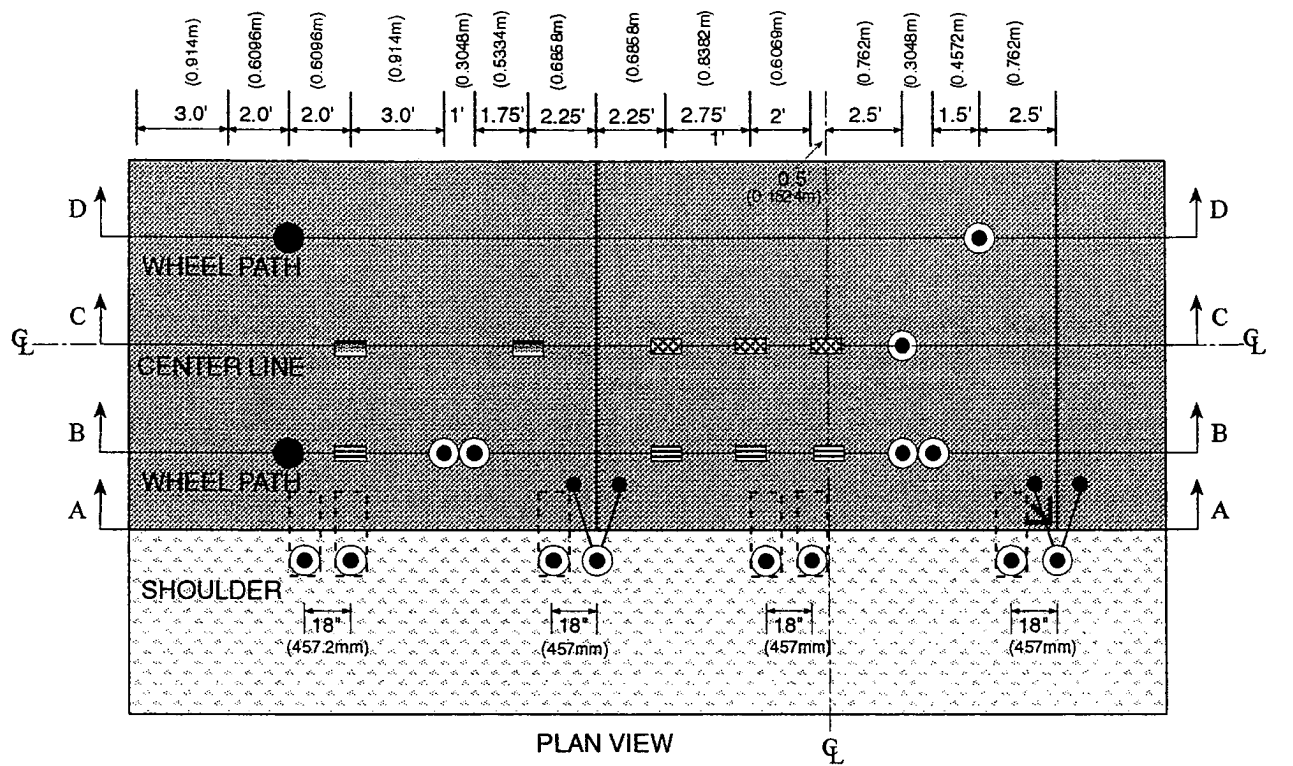 (0.914m) (0.6096m) (0.6096m) (0.914m) (0.3048m) (0.5334m) (0.6858m) (0.6858m (0.8382m) (0.6069m) (0.762m) (0.3048m) (0.4572m) (0.762m)
3.0' 2.0' 2.0' 3.0' 1' 1.75' 2.25' 2.25' 2.75' 2' 2.5' 1.5' 2.5'
1'
0.5'
(0.1524m)
D D
WHEEL PATH
C C
℄ ℄
CENTER LINE
B B
WHEEL PATH
A A
SHOULDER
18" 18" 18" 18"
(457.2mm) (457mm) (457mm) (457mm)
PLAN VIEW
℄